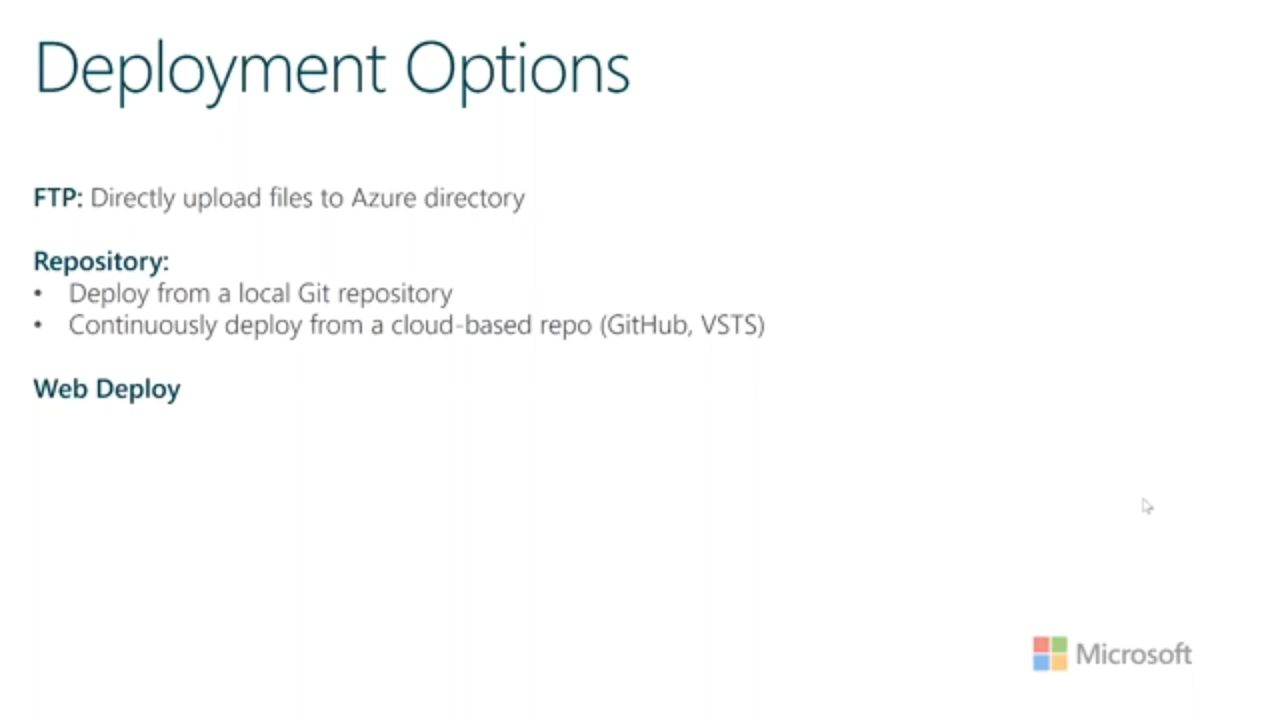 Deployment Options
FTP: Directly upload files to Azure directory
Repository:
• Deploy from a local Git repository
• Continuously deploy from a cloud-based repo (GitHub, VSTS)
Web Deploy
Microsoft